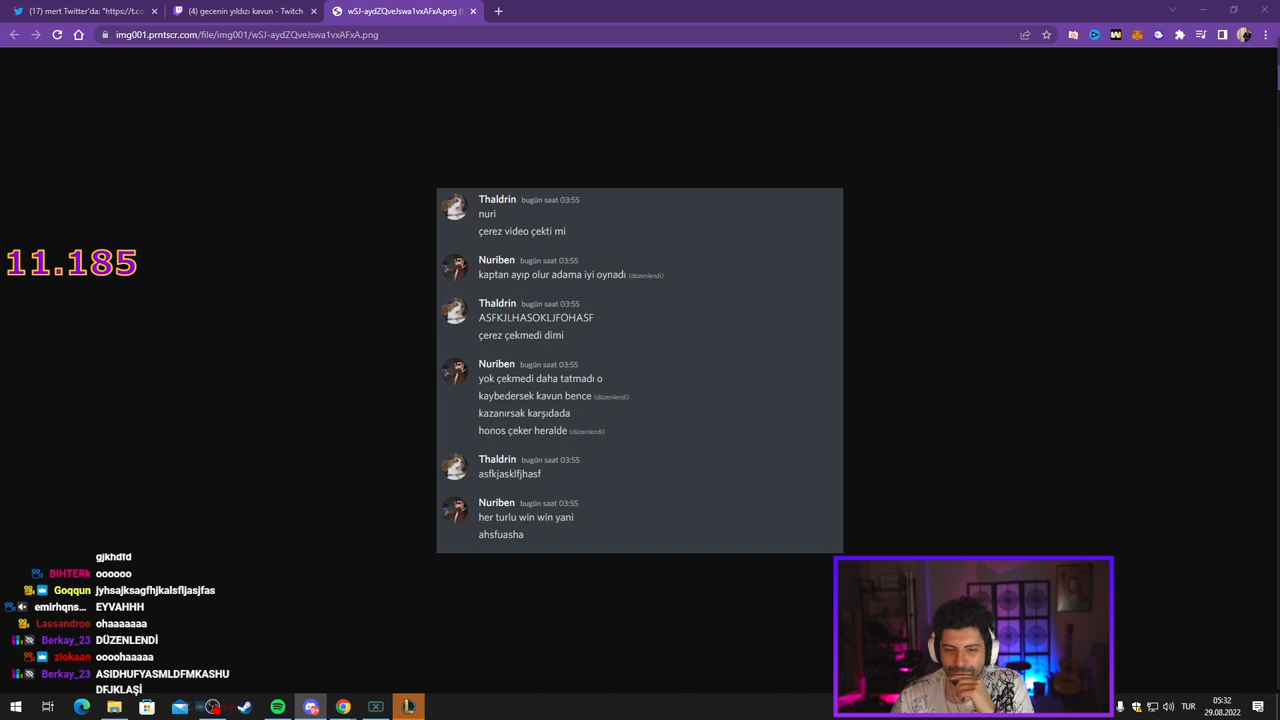 (17) mert Twitter'da: "https://t.co
(4) gecenin yıldızı kavun - Twitch
wSJ-aydZQveJswa1vxAFxA.png (
img001.prntscr.com/file/img001/wSJ-aydZQveJswa1vxAFxA.png
Thaldrin bugün saat 03:55
nuri
çerez video çekti mi
Nuriben bugün saat 03:55
kaptan ayıp olur adama iyi oynadı (düzenlendi)
Thaldrin bugün saat 03:55
ASFKJLHASOKLJFOHASF
çerez çekmedi dimi
Nuriben bugün saat 03:55
yok çekmedi daha tatmadı o
kaybedersek kavun bence (düzenlendi)
kazanırsak karşıdada
honos çeker heralde (düzenlendi)
Thaldrin bugün saat 03:55
asfkjasklfjhasf
Nuriben bugün saat 03:55
her turlu win win yani
ahsfuasha
11.185
gjkhdfd
BIHTERk oooooo
Goqqun jyhsajksagfhjkalsfljasjfas
emirhqns... EYVAHHH
Lassandroo ohaaaaaaa
Berkay_23 DÜZENLENDİ
ziokaan oooohaaaaa
Berkay_23 ASIDHUFYASMLDFMKASHU
DFJKLAŞİ
TUR
05:32
29.08.2022